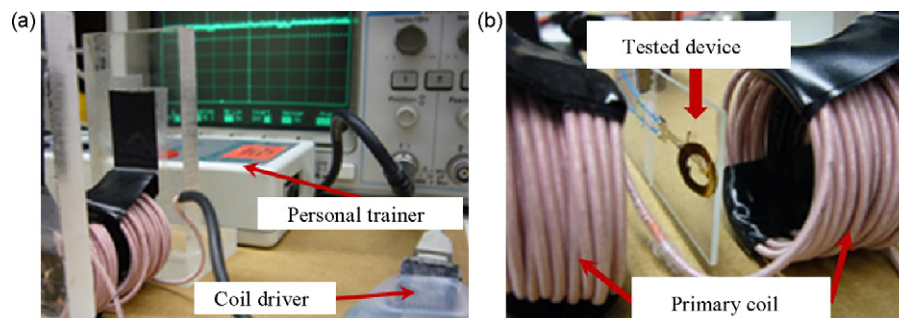 (a)
Personal trainer
Coil driver
(b)
Tested device
Primary coil